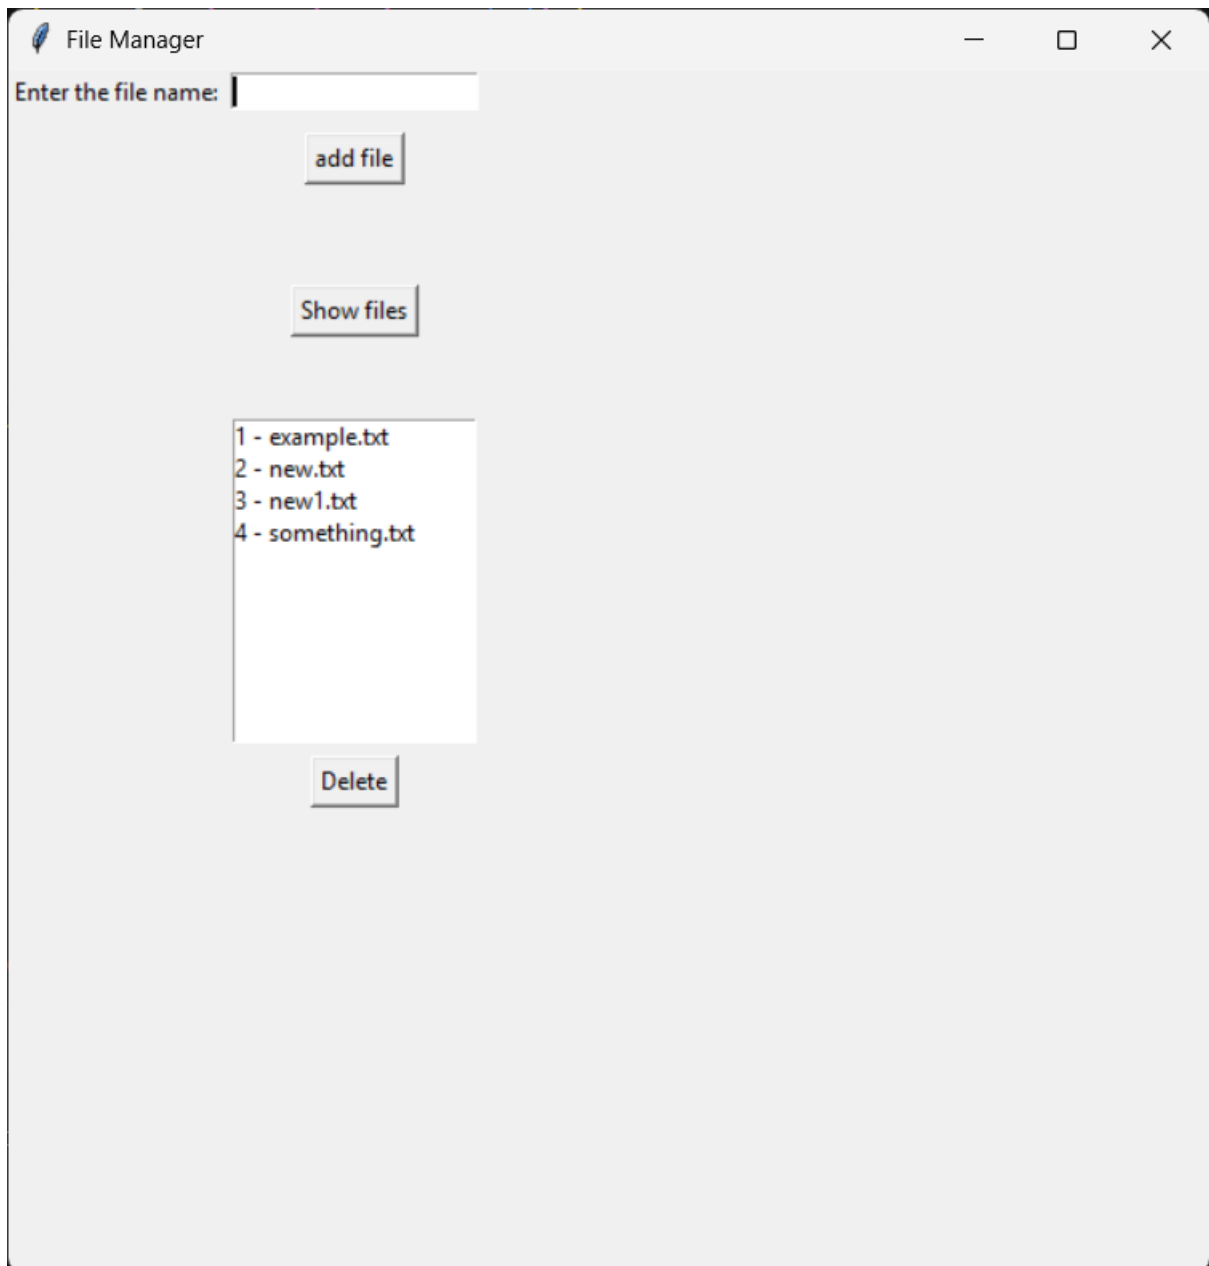 File Manager
Enter the file name:
add file
Show files
1 - example.txt
2 - new.txt
3 - new1.txt
4 - something.txt
Delete